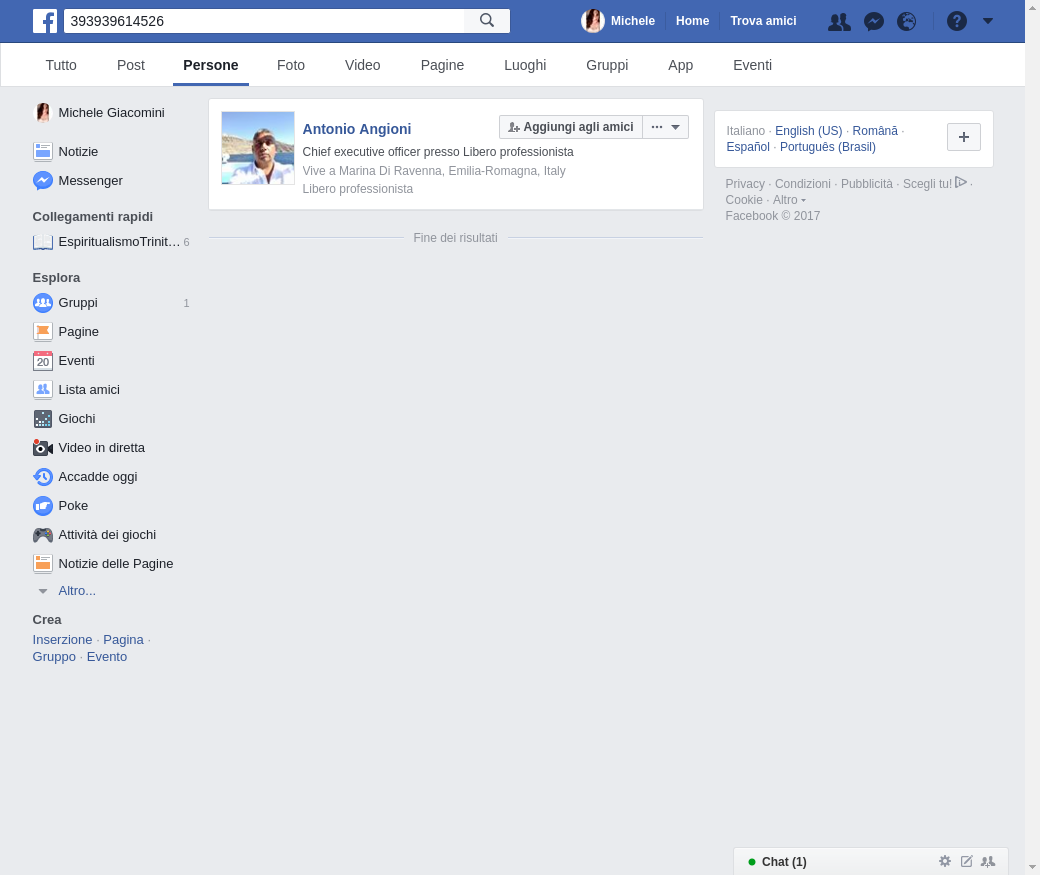 393939614526
Michele Home Trova amici
Tutto Post Persone Foto Video Pagine Luoghi Gruppi App Eventi
Michele Giacomini
Notizie
Messenger
Collegamenti rapidi
EspiritualismoTrinit... 6
Esplora
Gruppi 1
Pagine
20 Eventi
Lista amici
Giochi
Video in diretta
Accadde oggi
Poke
Attività dei giochi
Notizie delle Pagine
Altro...
Crea
Inserzione · Pagina ·
Gruppo · Evento
Antonio Angioni
Aggiungi agli amici
Chief executive officer presso Libero professionista
Vive a Marina Di Ravenna, Emilia-Romagna, Italy
Libero professionista
Fine dei risultati
Italiano · English (US) · Română ·
Español · Português (Brasil)
Privacy · Condizioni · Pubblicità · Scegli tu! ·
Cookie · Altro
Facebook © 2017
Chat (1)